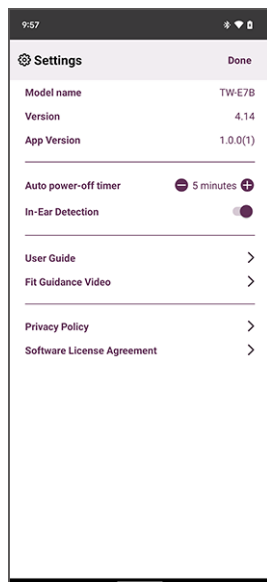 9:57
Settings Done
Model name TW-E7B
Version 4.14
App Version 1.0.0(1)
Auto power-off timer 5 minutes
In-Ear Detection
User Guide
Fit Guidance Video
Privacy Policy
Software License Agreement